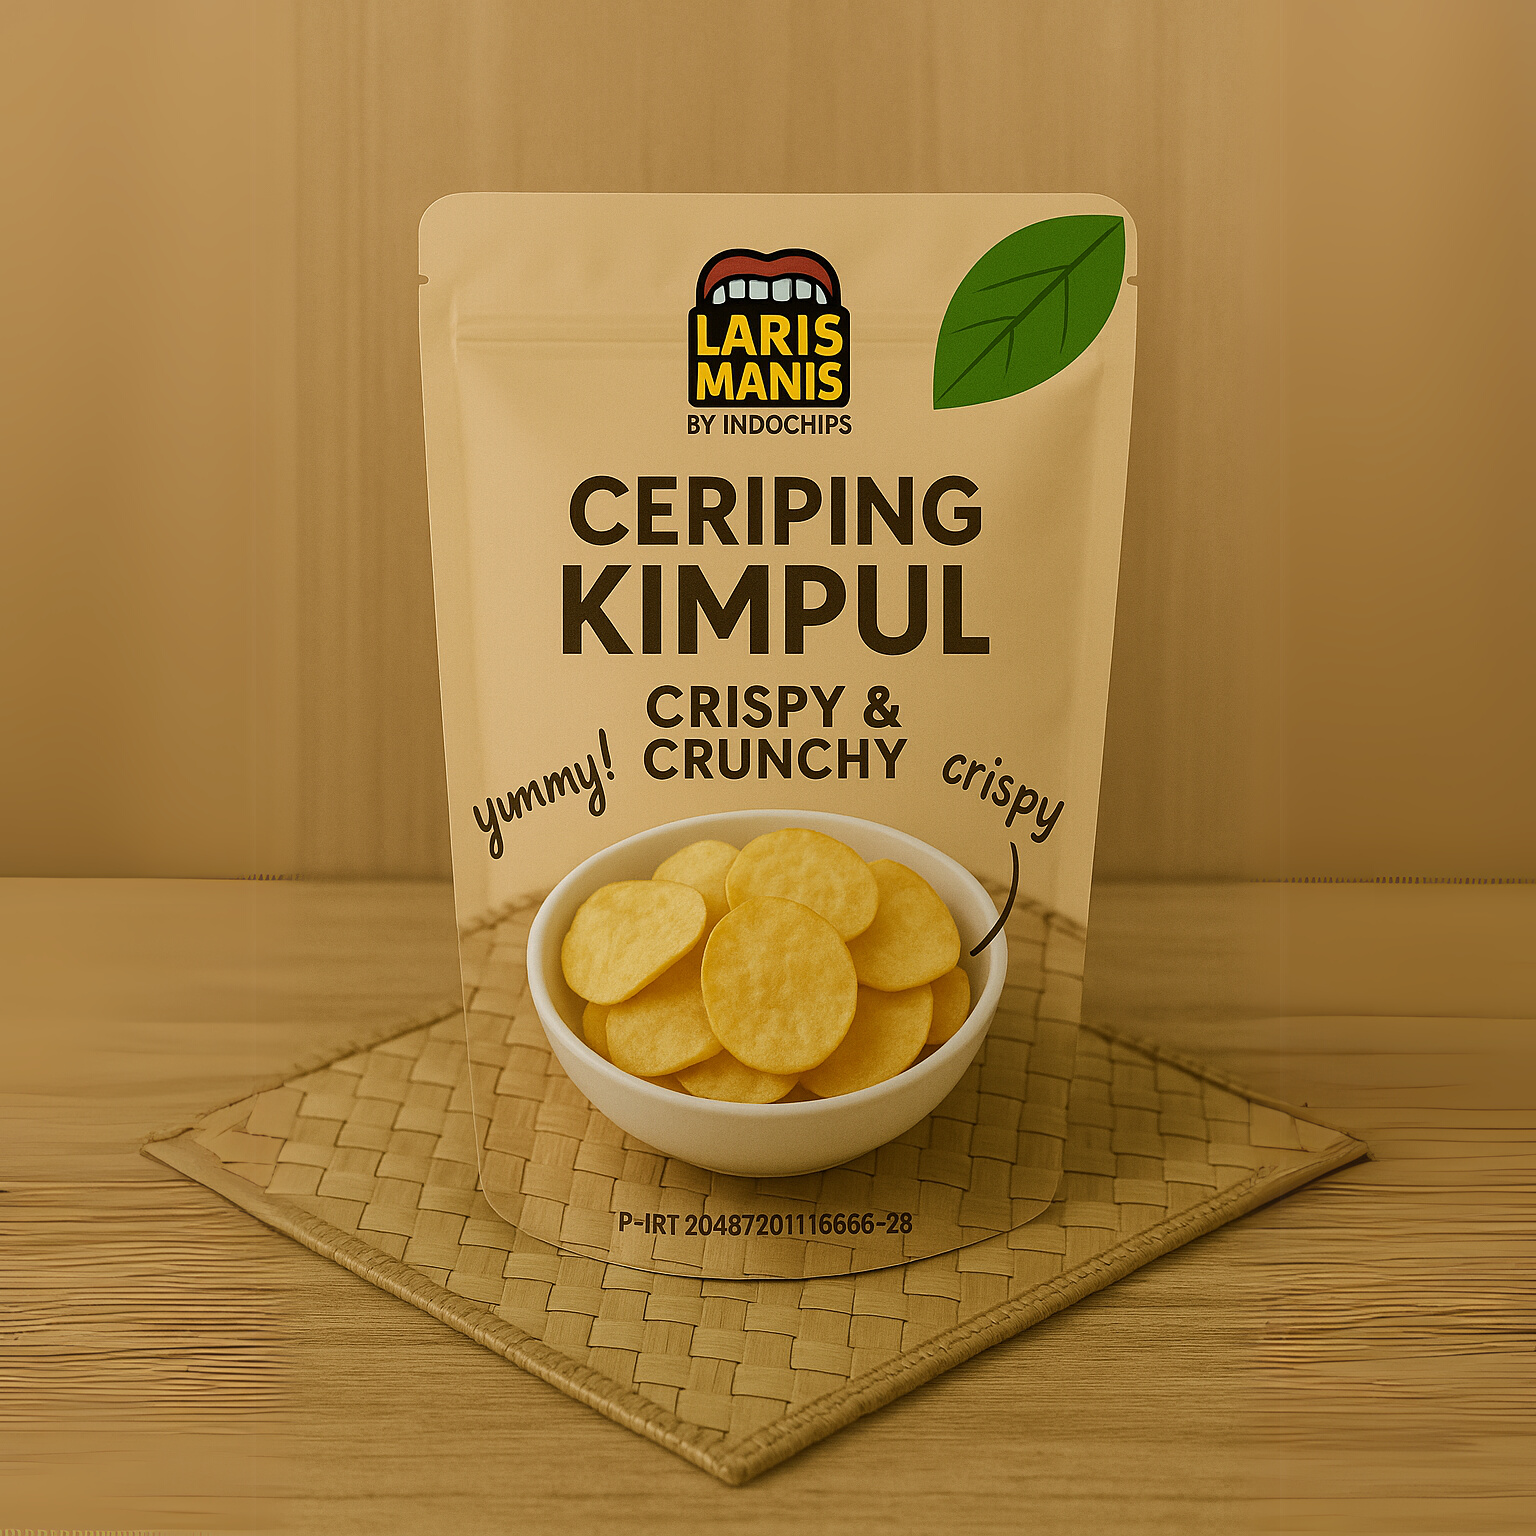 LARIS
MANIS
BY INDOCHIPS
CERIPING
KIMPUL
CRISPY &
CRUNCHY
yummy!
crispy
P-IRT 20487201116666-28